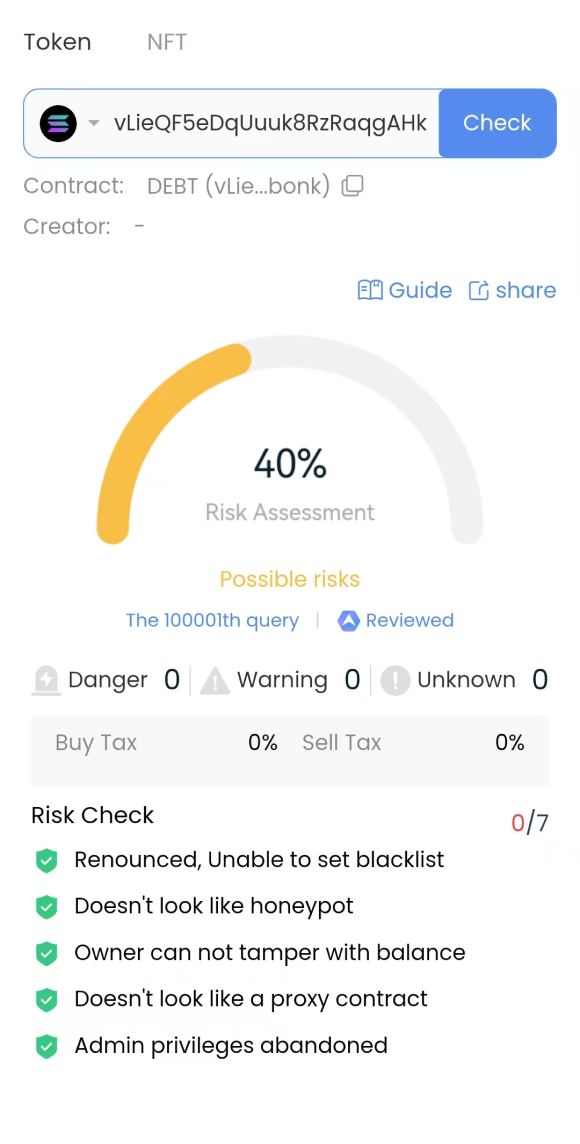 Token NFT
vLieQF5eDqUuuk8RzRaqgAHk Check
Contract: DEBT (vLie...bonk)
Creator: -
Guide share
40%
Risk Assessment
Possible risks
The 100001th query | Reviewed
Danger 0 Warning 0 Unknown 0
Buy Tax 0% Sell Tax 0%
Risk Check 0/7
Renounced, Unable to set blacklist
Doesn't look like honeypot
Owner can not tamper with balance
Doesn't look like a proxy contract
Admin privileges abandoned